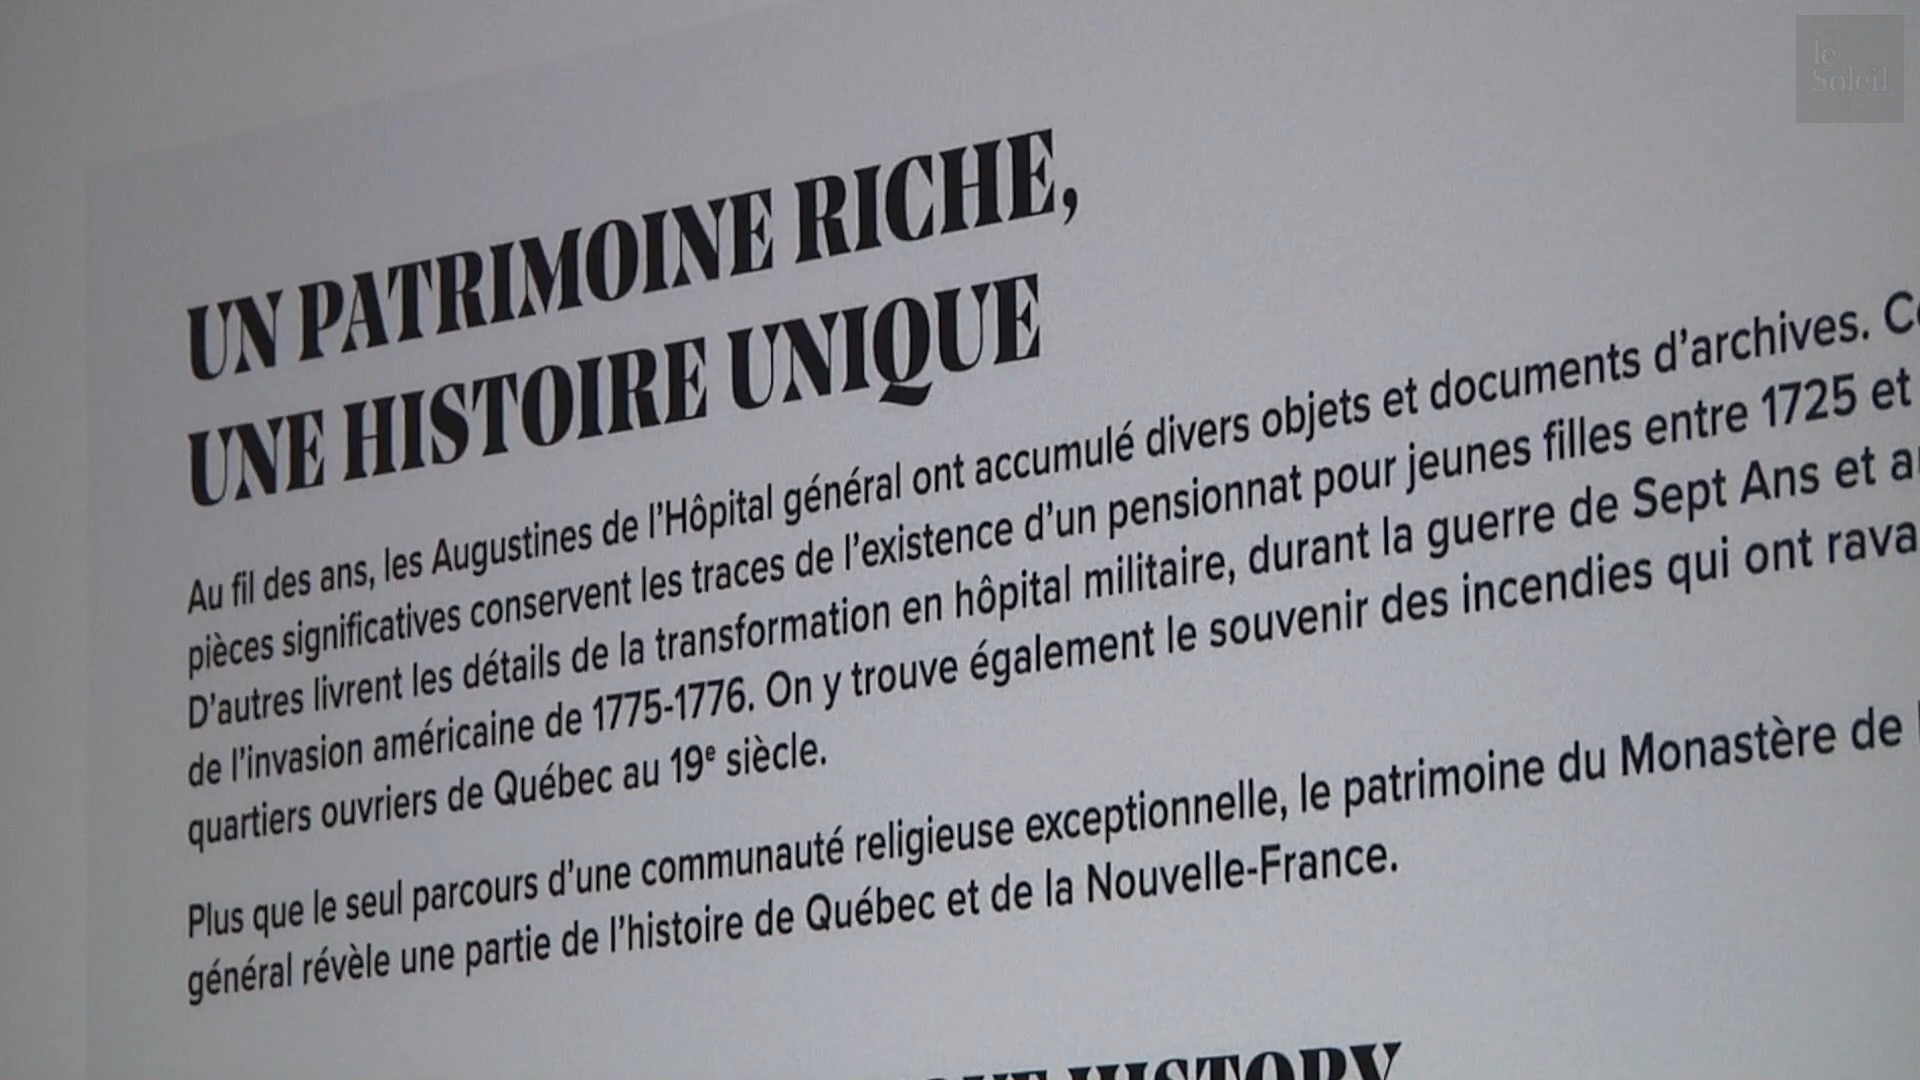 le
Soleil
UN PATRIMOINE RICHE,
UNE HISTOIRE UNIQUE
Au fil des ans, les Augustines de l'Hôpital général ont accumulé divers objets et documents d'archives.
pièces significatives conservent les traces de l'existence d'un pensionnat pour jeunes filles entre 1725 et
D'autres livrent les détails de la transformation en hôpital militaire, durant la guerre de Sept Ans et
de l'invasion américaine de 1775-1776. On y trouve également le souvenir des incendies qui ont
quartiers ouvriers de Québec au 19e siècle.
Plus que le seul parcours d'une communauté religieuse exceptionnelle, le patrimoine du Monastère de
général révèle une partie de l'histoire de Québec et de la Nouvelle-France.
HISTORY